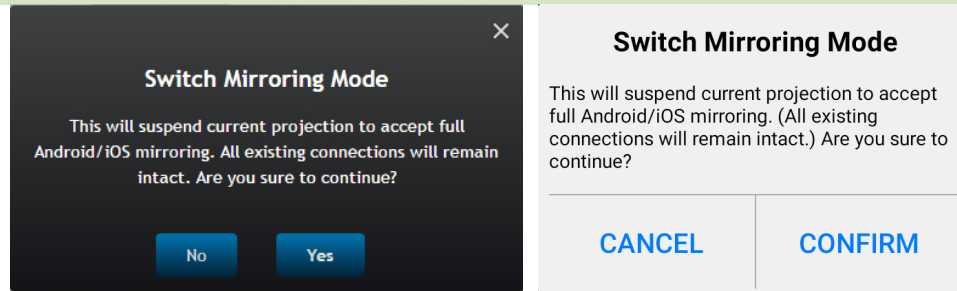 Switch Mirroring Mode
This will suspend current projection to accept full
Android/iOS mirroring. All existing connections will remain
intact. Are you sure to continue?
No
Yes
Switch Mirroring Mode
This will suspend current projection to accept
full Android/iOS mirroring. (All existing
connections will remain intact.) Are you sure to
continue?
CANCEL
CONFIRM